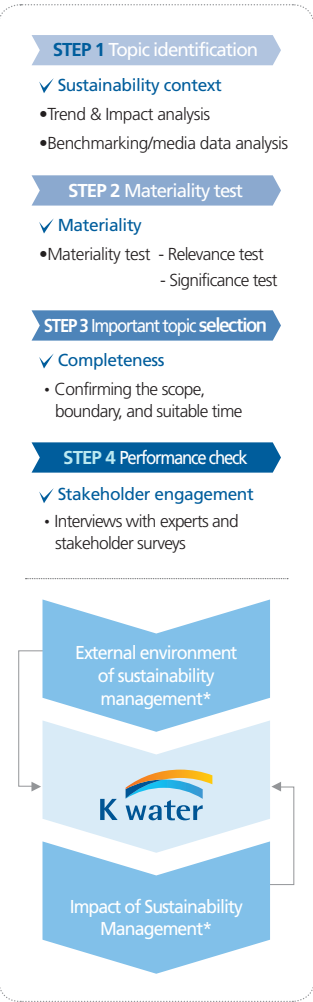 STEP 1 Topic identification
Sustainability context
•Trend & Impact analysis
•Benchmarking/media data analysis
STEP 2 Materiality test
Materiality
•Materiality test - Relevance test
- Significance test
STEP 3 Important topic selection
Completeness
• Confirming the scope,
boundary, and suitable time
STEP 4 Performance check
Stakeholder engagement
• Interviews with experts and
stakeholder surveys
External environment
of sustainability
management*
K water
Impact of Sustainability
Management*